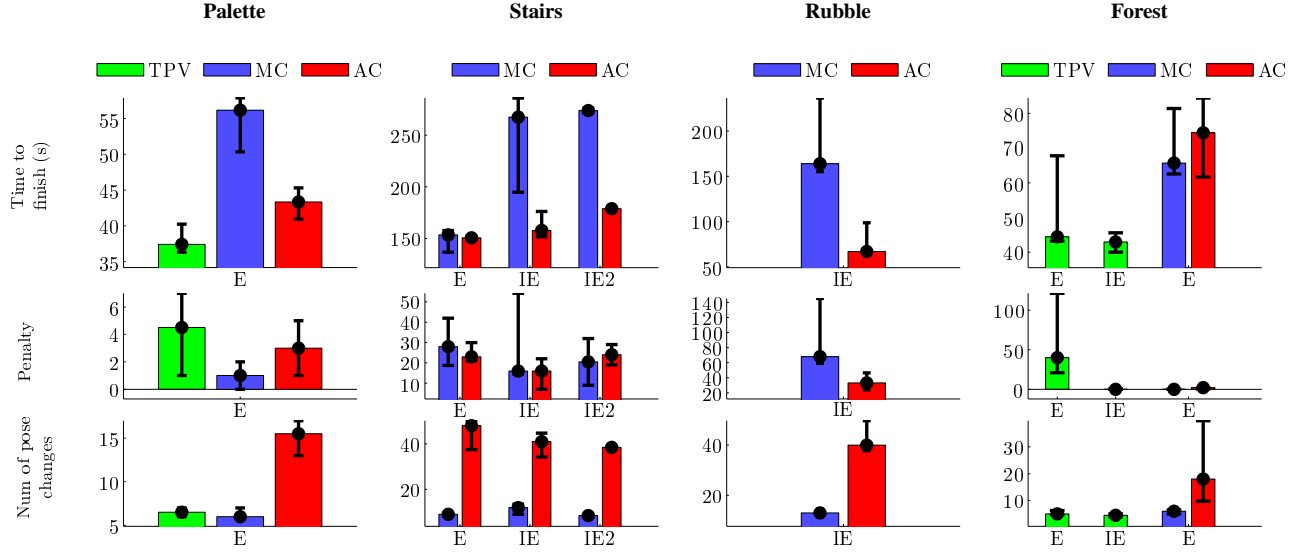 Palette Stairs Rubble Forest
TPV MC AC MC AC MC AC TPV MC AC
Time to
finish (s)
55
50
45
40
35
E
250
200
150
E IE IE2
200
150
100
50
IE
80
70
60
50
40
E IE E
Penalty
6
4
2
0
E
50
40
30
20
10
E IE IE2
140
120
100
80
60
40
20
IE
100
50
0
E IE E
Num of pose
changes
15
10
5
E
40
20
E IE IE2
40
20
IE
30
20
10
E IE E